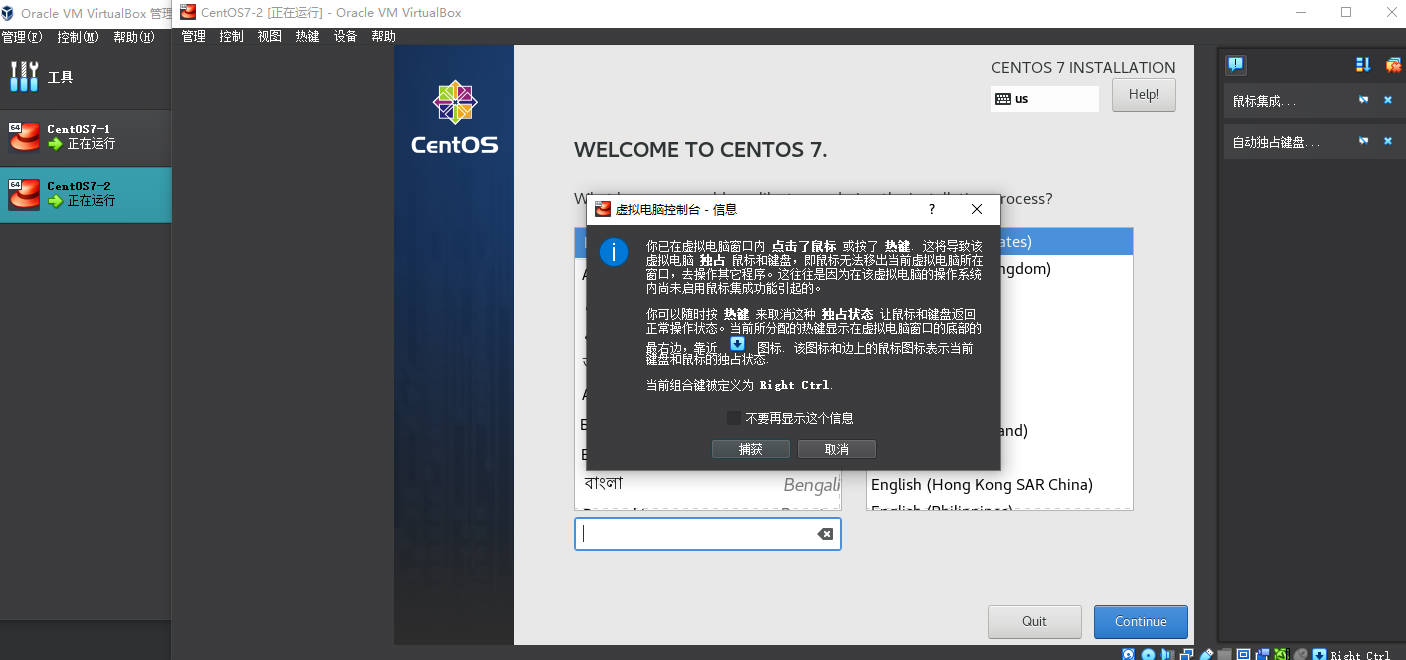 Oracle VM VirtualBox 管理
CentOS7-2 [正在运行] - Oracle VM VirtualBox
管理(F) 控制(M) 帮助(H)
管理 控制 视图 热键 设备 帮助
工具
64
CentOS7-1
正在运行
64
CentOS7-2
正在运行
CentOS
CENTOS 7 INSTALLATION
us
Help!
WELCOME TO CENTOS 7.
rocess?
ates)
ngdom)
and)
বাংলা Bengali
English (Hong Kong SAR China)
English (Philippines)
Quit
Continue
虚拟电脑控制台 - 信息
?
你已在虚拟电脑窗口内 点击了鼠标 或按了 热键. 这将导致该
虚拟电脑 独占 鼠标和键盘，即鼠标无法移出当前虚拟电脑所在
窗口，去操作其它程序。这往往是因为在该虚拟电脑的操作系统
内尚未启用鼠标集成功能引起的。
你可以随时按 热键 来取消这种 独占状态 让鼠标和键盘返回
正常操作状态。当前所分配的热键显示在虚拟电脑窗口的底部的
最右边，靠近 图标. 该图标和边上的鼠标图标表示当前
键盘和鼠标的独占状态.
当前组合键被定义为 Right Ctrl.
不要再显示这个信息
捕获
取消
鼠标集成...
自动独占键盘...
Right Ctrl